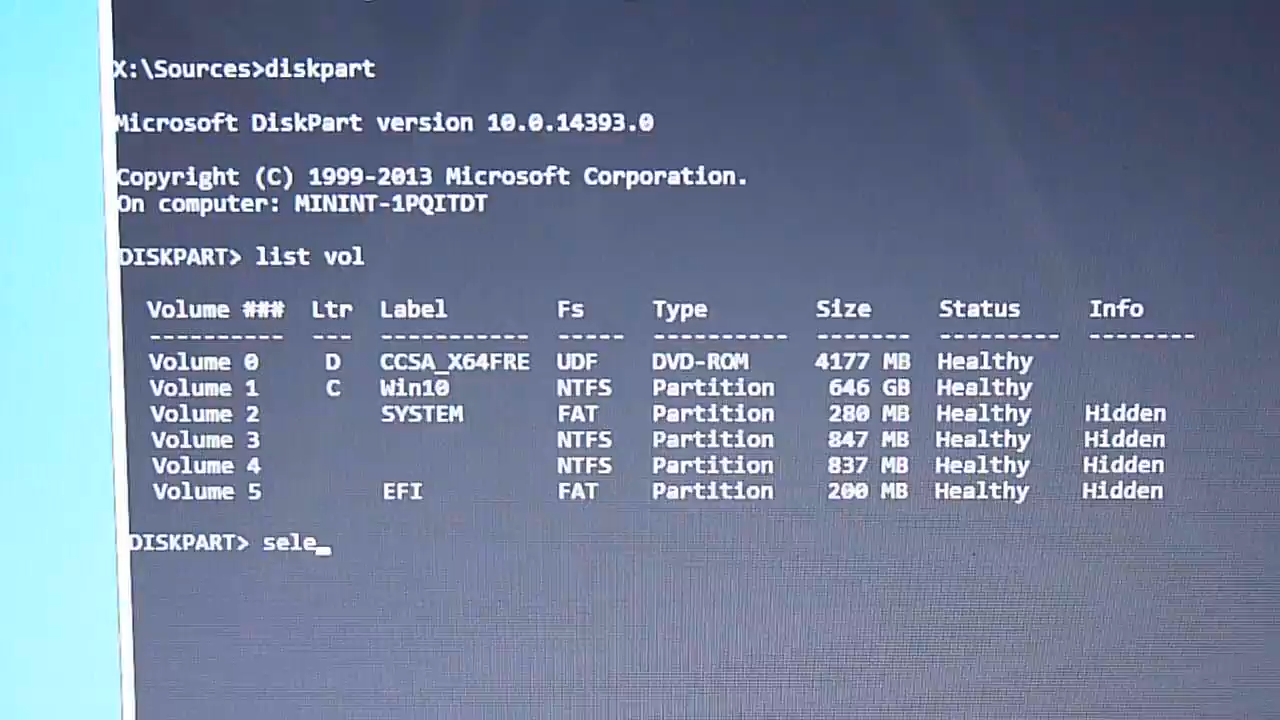 X:\Sources>diskpart
Microsoft DiskPart version 10.0.14393.0
Copyright (C) 1999-2013 Microsoft Corporation.
On computer: MININT-1PQITDT
DISKPART> list vol
Volume ### Ltr Label Fs Type Size Status Info
---------- --- ----------- ----- ---------- ------- --------- --------
Volume 0 D CCSA_X64FRE UDF DVD-ROM 4177 MB Healthy
Volume 1 C Win10 NTFS Partition 646 GB Healthy
Volume 2 SYSTEM FAT Partition 280 MB Healthy Hidden
Volume 3 NTFS Partition 847 MB Healthy Hidden
Volume 4 NTFS Partition 837 MB Healthy Hidden
Volume 5 EFI FAT Partition 200 MB Healthy Hidden
DISKPART> sele_